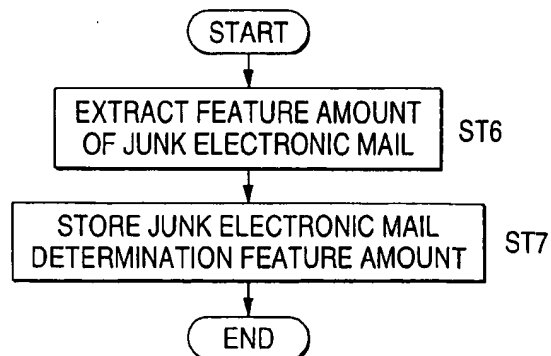 START
EXTRACT FEATURE AMOUNT
OF JUNK ELECTRONIC MAIL
ST6
STORE JUNK ELECTRONIC MAIL
DETERMINATION FEATURE AMOUNT
ST7
END